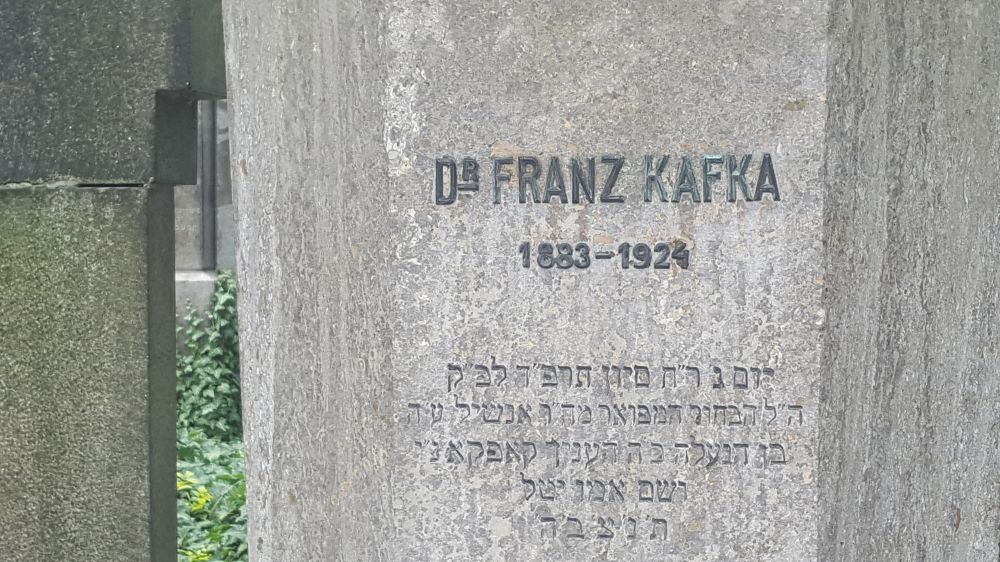 DR FRANZ KAFKA
1883-1924
יום ג ר״ח סיון תרפ״ד לפ״ק
ה״ל הבחור המפואר מה״ו אנשיל ע״ה
בן הנעלה כ״ה העניך קאפקא נ״י
ושם אמו יטל
ת׳נ׳צ׳ב׳ה׳